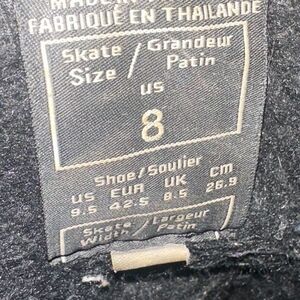 FABRIQUÉ EN THAILANDE
Skate / Grandeur
Size / Patin
US
8
Shoe/Soulier
US EUR UK CM
9.5 42.5 8.5 26.9
Skate / Largeur
Width / Patin